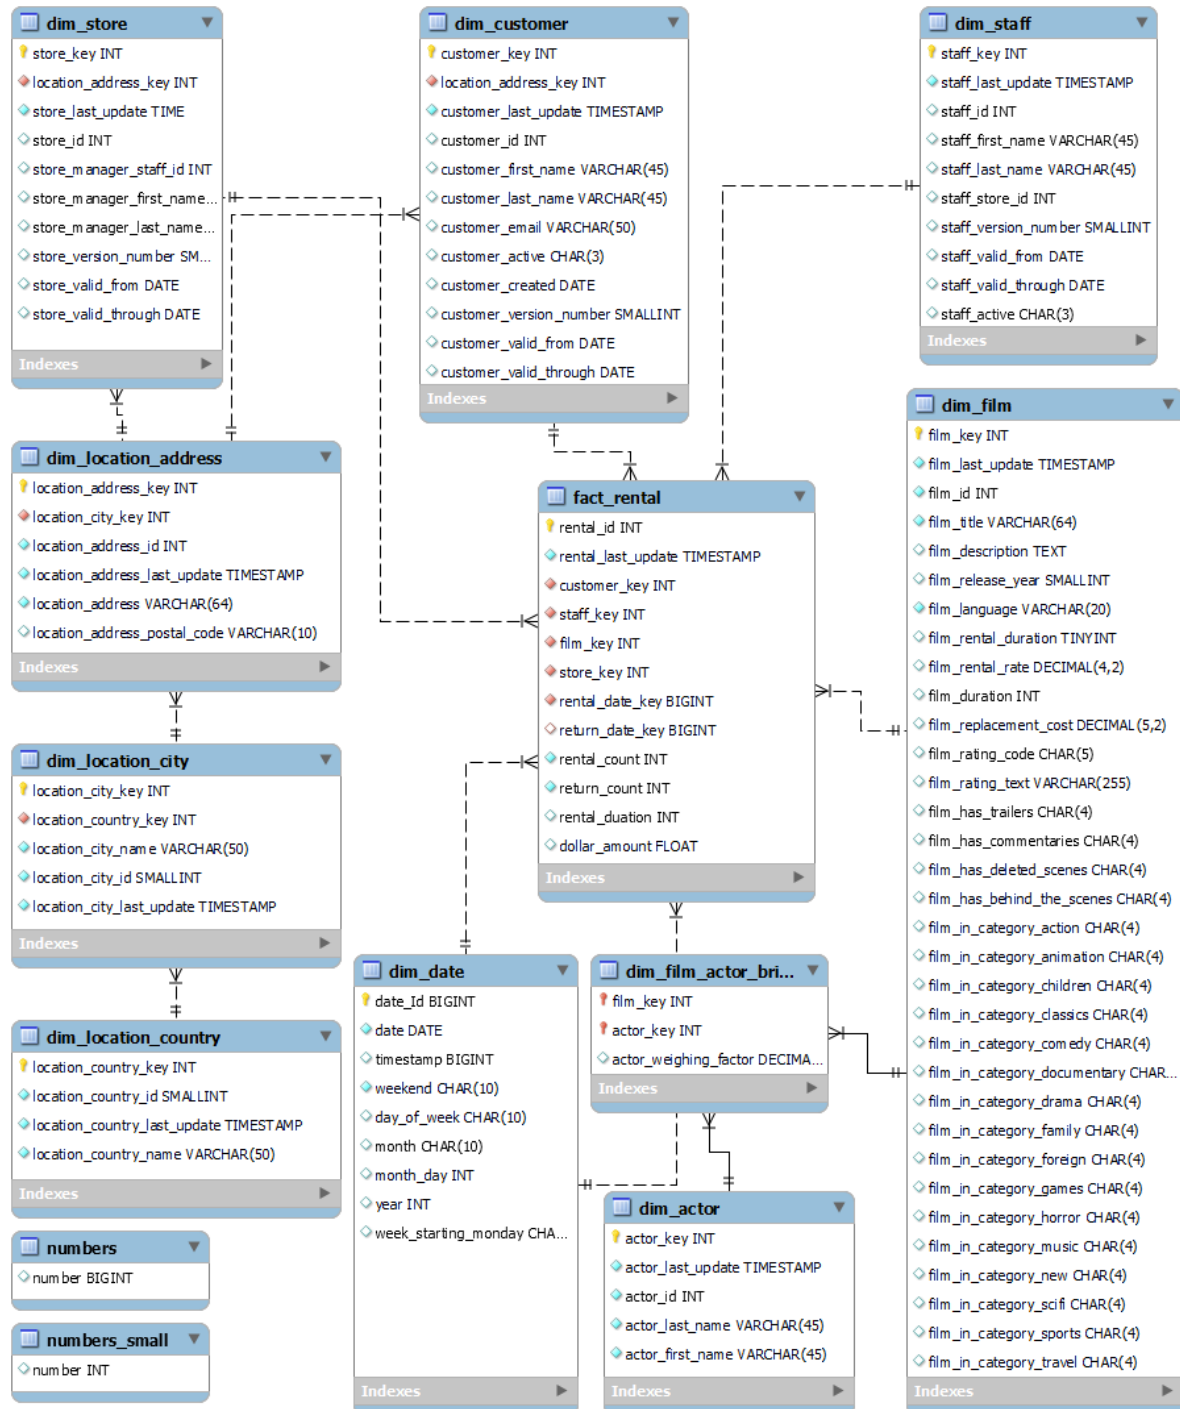 dim_store
store_key INT
location_address_key INT
store_last_update TIME
store_id INT
store_manager_staff_id INT
store_manager_first_name...
store_manager_last_name...
store_version_number SM...
store_valid_from DATE
store_valid_through DATE
Indexes
dim_customer
customer_key INT
location_address_key INT
customer_last_update TIMESTAMP
customer_id INT
customer_first_name VARCHAR(45)
customer_last_name VARCHAR(45)
customer_email VARCHAR(50)
customer_active CHAR(3)
customer_created DATE
customer_version_number SMALLINT
customer_valid_from DATE
customer_valid_through DATE
Indexes
dim_staff
staff_key INT
staff_last_update TIMESTAMP
staff_id INT
staff_first_name VARCHAR(45)
staff_last_name VARCHAR(45)
staff_store_id INT
staff_version_number SMALLINT
staff_valid_from DATE
staff_valid_through DATE
staff_active CHAR(3)
Indexes
dim_location_address
location_address_key INT
location_city_key INT
location_address_id INT
location_address_last_update TIMESTAMP
location_address VARCHAR(64)
location_address_postal_code VARCHAR(10)
Indexes
fact_rental
rental_id INT
rental_last_update TIMESTAMP
customer_key INT
staff_key INT
film_key INT
store_key INT
rental_date_key BIGINT
return_date_key BIGINT
rental_count INT
return_count INT
rental_duation INT
dollar_amount FLOAT
Indexes
dim_film
film_key INT
film_last_update TIMESTAMP
film_id INT
film_title VARCHAR(64)
film_description TEXT
film_release_year SMALLINT
film_language VARCHAR(20)
film_rental_duration TINYINT
film_rental_rate DECIMAL(4,2)
film_duration INT
film_replacement_cost DECIMAL(5,2)
film_rating_code CHAR(5)
film_rating_text VARCHAR(255)
film_has_trailers CHAR(4)
film_has_commentaries CHAR(4)
film_has_deleted_scenes CHAR(4)
film_has_behind_the_scenes CHAR(4)
film_in_category_action CHAR(4)
film_in_category_animation CHAR(4)
film_in_category_children CHAR(4)
film_in_category_classics CHAR(4)
film_in_category_comedy CHAR(4)
film_in_category_documentary CHAR...
film_in_category_drama CHAR(4)
film_in_category_family CHAR(4)
film_in_category_foreign CHAR(4)
film_in_category_games CHAR(4)
film_in_category_horror CHAR(4)
film_in_category_music CHAR(4)
film_in_category_new CHAR(4)
film_in_category_scifi CHAR(4)
film_in_category_sports CHAR(4)
film_in_category_travel CHAR(4)
Indexes
dim_location_city
location_city_key INT
location_country_key INT
location_city_name VARCHAR(50)
location_city_id SMALLINT
location_city_last_update TIMESTAMP
Indexes
dim_location_country
location_country_key INT
location_country_id SMALLINT
location_country_last_update TIMESTAMP
location_country_name VARCHAR(50)
Indexes
dim_date
date_Id BIGINT
date DATE
timestamp BIGINT
weekend CHAR(10)
day_of_week CHAR(10)
month CHAR(10)
month_day INT
year INT
week_starting_monday CHA...
Indexes
dim_film_actor_bri...
film_key INT
actor_key INT
actor_weighing_factor DECIMA...
Indexes
dim_actor
actor_key INT
actor_last_update TIMESTAMP
actor_id INT
actor_last_name VARCHAR(45)
actor_first_name VARCHAR(45)
Indexes
numbers
number BIGINT
numbers_small
number INT